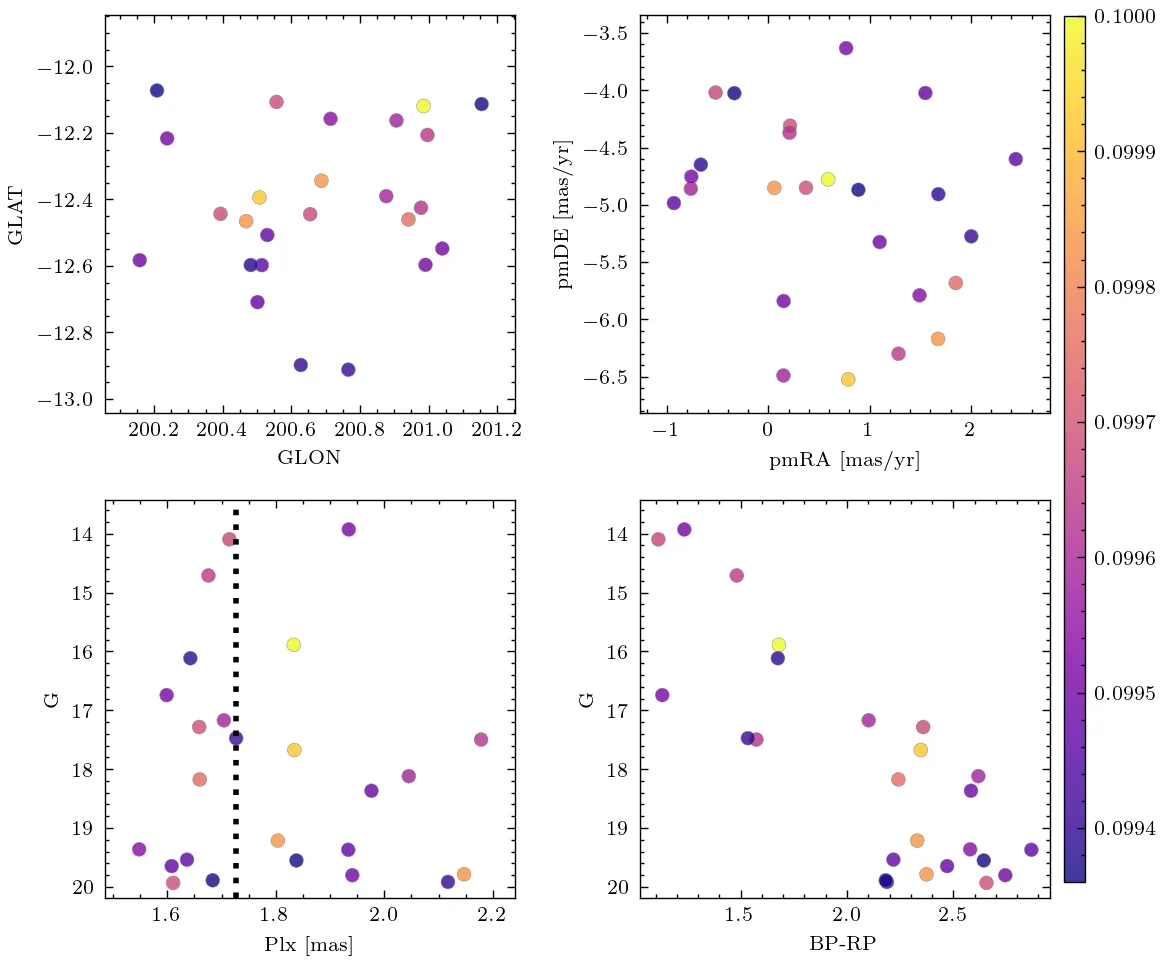 −12.0
−12.2
−12.4
−12.6
−12.8
−13.0
GLAT
200.2 200.4 200.6 200.8 201.0 201.2
GLON
−3.5
−4.0
−4.5
−5.0
−5.5
−6.0
−6.5
pmDE [mas/yr]
−1 0 1 2
pmRA [mas/yr]
0.1000
0.0999
0.0998
0.0997
0.0996
0.0995
0.0994
14
15
16
17
18
19
20
G
1.6 1.8 2.0 2.2
Plx [mas]
14
15
16
17
18
19
20
G
1.5 2.0 2.5
BP-RP